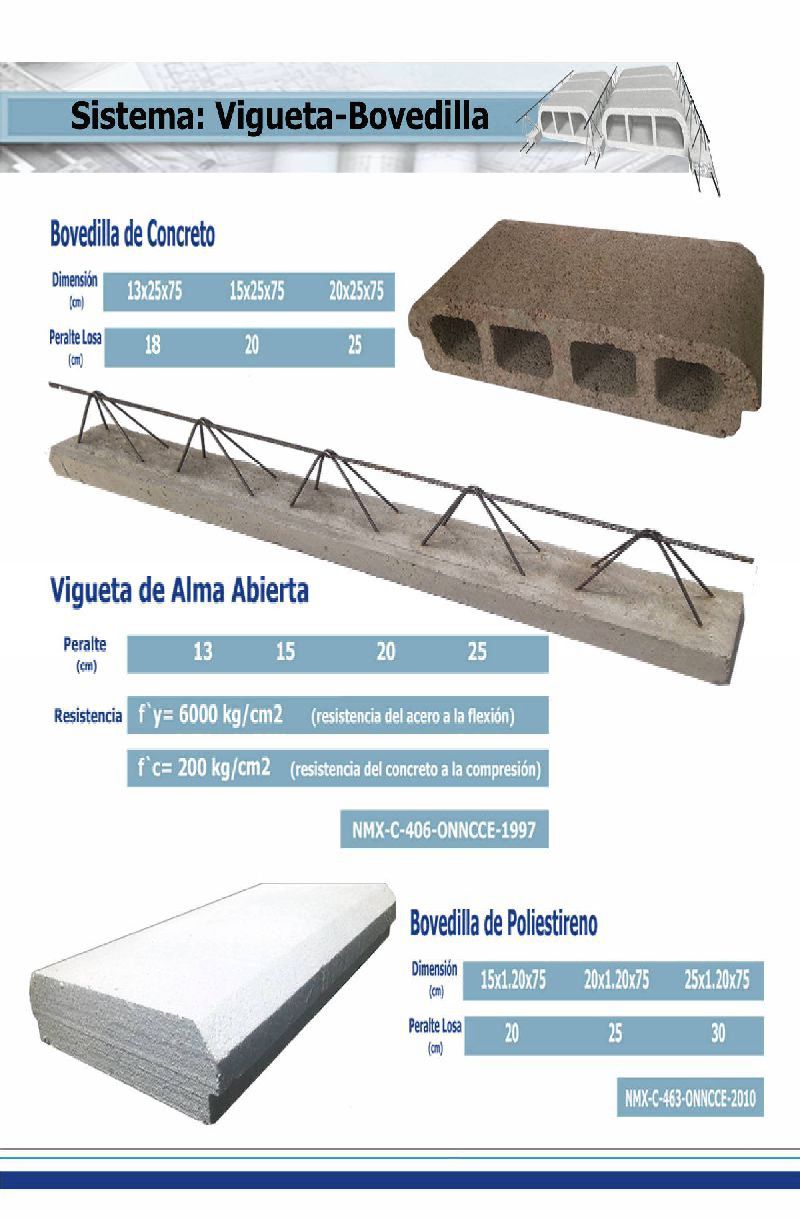 Sistema: Vigueta-Bovedilla
Bovedilla de Concreto
Dimensión (cm) 13x25x75 15x25x75 20x25x75
Peralte Losa (cm) 18 20 25
Vigueta de Alma Abierta
Peralte (cm) 13 15 20 25
Resistencia f`y= 6000 kg/cm2 (resistencia del acero a la flexión)
f`c= 200 kg/cm2 (resistencia del concreto a la compresión)
NMX-C-406-ONNCCE-1997
Bovedilla de Poliestireno
Dimensión (cm) 15x1.20x75 20x1.20x75 25x1.20x75
Peralte Losa (cm) 20 25 30
NMX-C-463-ONNCCE-2010